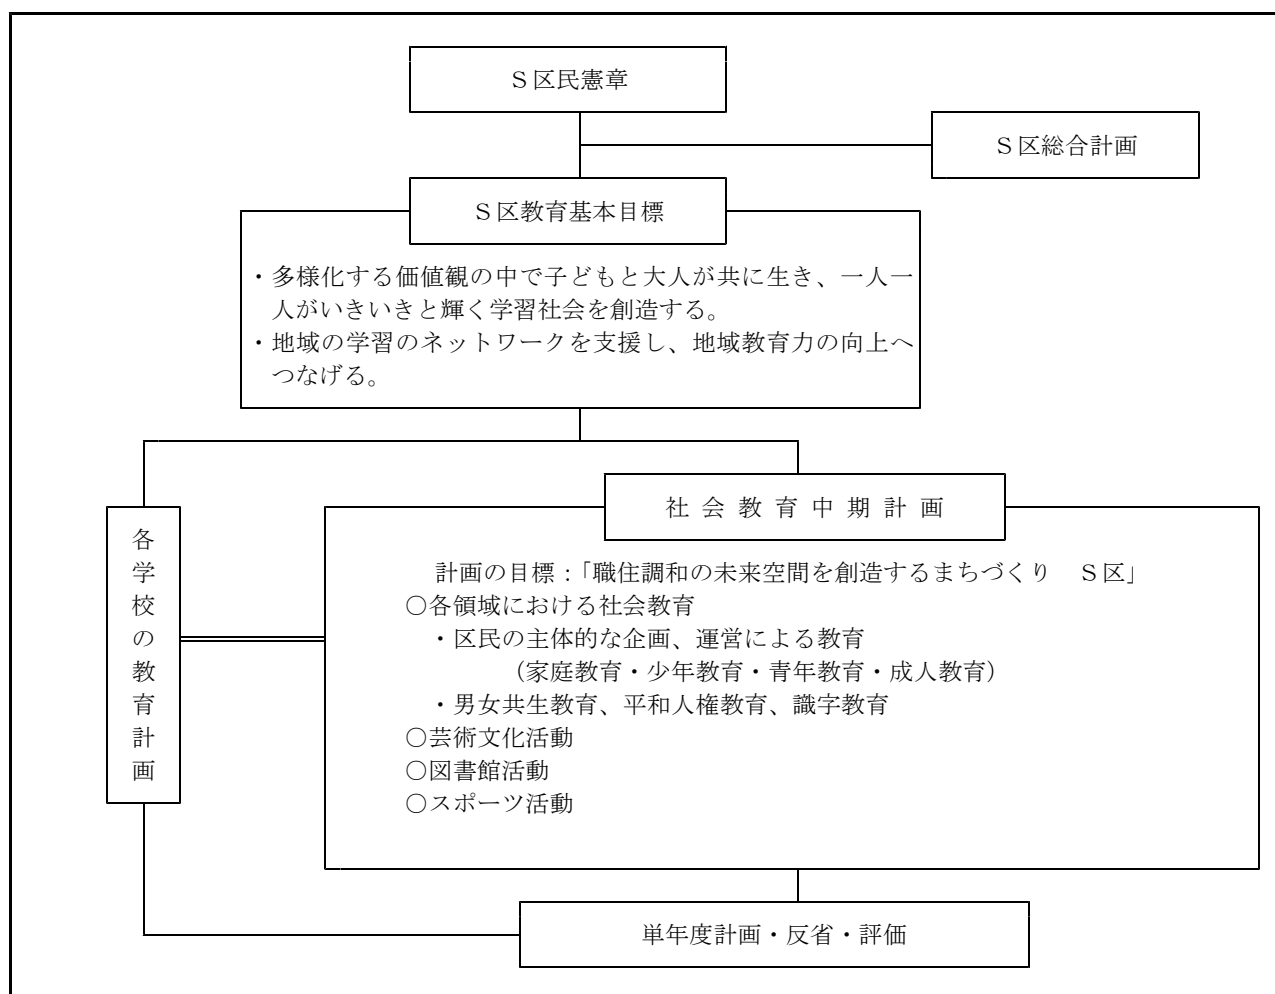 S区民憲章
S区総合計画
S区教育基本目標
・多様化する価値観の中で子どもと大人が共に生き、一人一
人がいきいきと輝く学習社会を創造する。
・地域の学習のネットワークを支援し、地域教育力の向上へ
つなげる。
社会教育中期計画
各学校の教育計画
計画の目標:「職住調和の未来空間を創造するまちづくり　S区」
○各領域における社会教育
・区民の主体的な企画、運営による教育
(家庭教育・少年教育・青年教育・成人教育)
・男女共生教育、平和人権教育、識字教育
○芸術文化活動
○図書館活動
○スポーツ活動
単年度計画・反省・評価